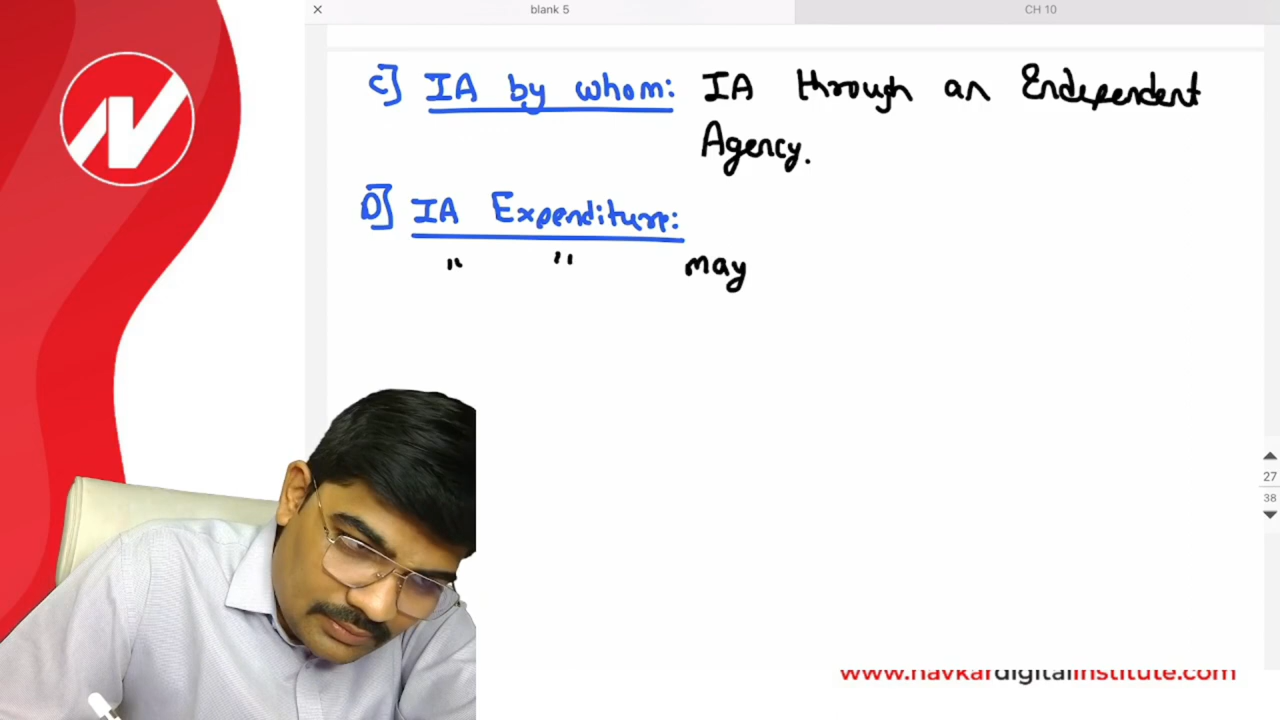 blank 5
CH 10
C] IA by whom: IA through an Independent
Agency.
D] IA Expenditure:
" " may
27
38
www.navkardigitalinstitute.com